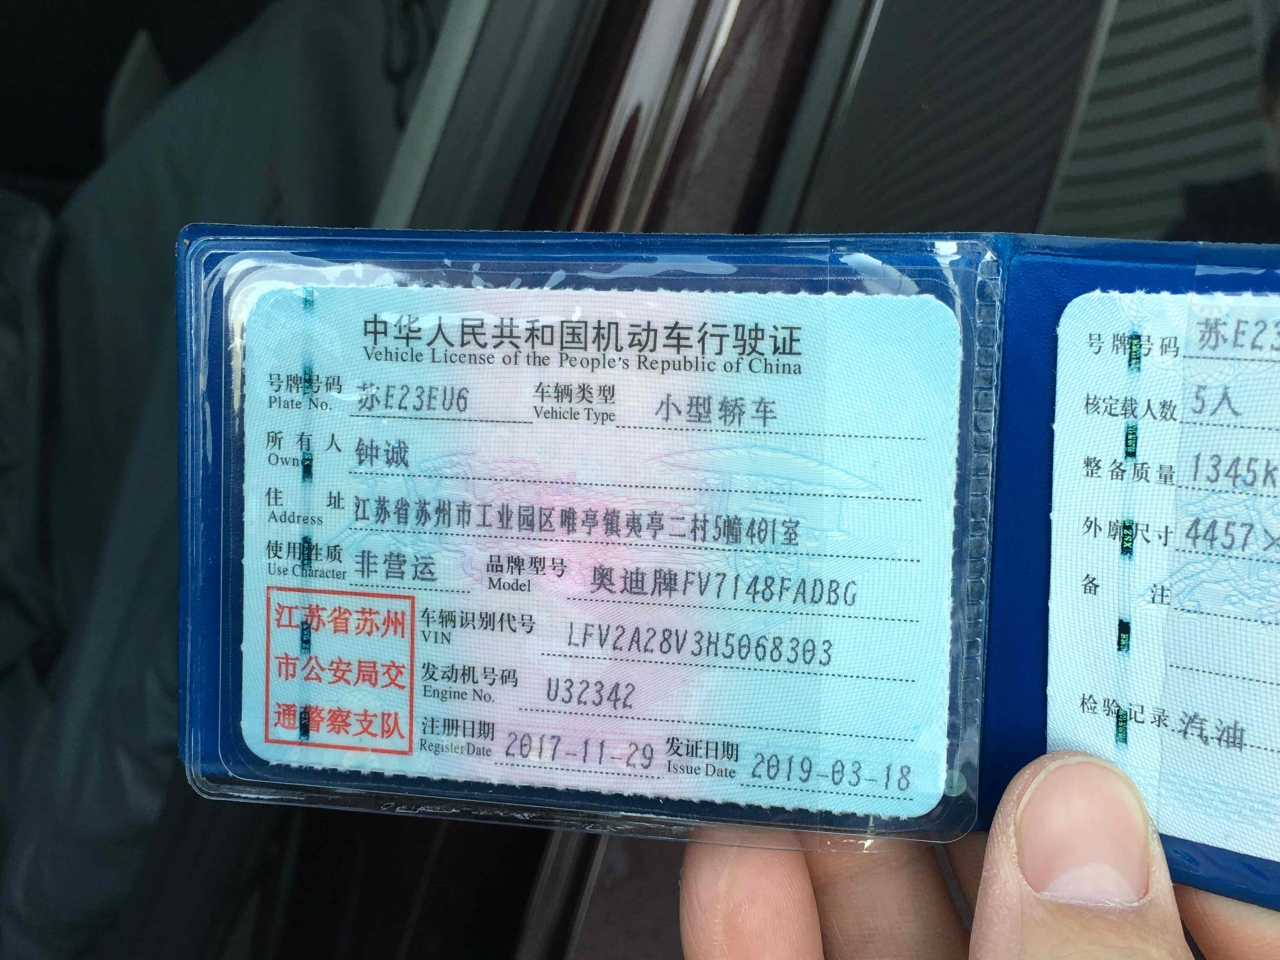 中华人民共和国机动车行驶证
Vehicle License of the People's Republic of China
号牌号码 苏E23EU6 车辆类型 小型轿车
Plate No. Vehicle Type
所有人 钟诚
Owner
住址 江苏省苏州市工业园区唯亭镇夷亭二村5幢401室
Address
使用性质 非营运 品牌型号 奥迪牌FV7148FADBG
Use Character Model
江苏省苏州
市公安局交
通警察支队
车辆识别代号 LFV2A28V3H5068303
VIN
发动机号码 U32342
Engine No.
注册日期 2017-11-29 发证日期 2019-03-18
Register Date Issue Date
号牌号码 苏E23
核定载人数 5人
整备质量 1345K
外廓尺寸 4457×
备注
检验记录 汽油